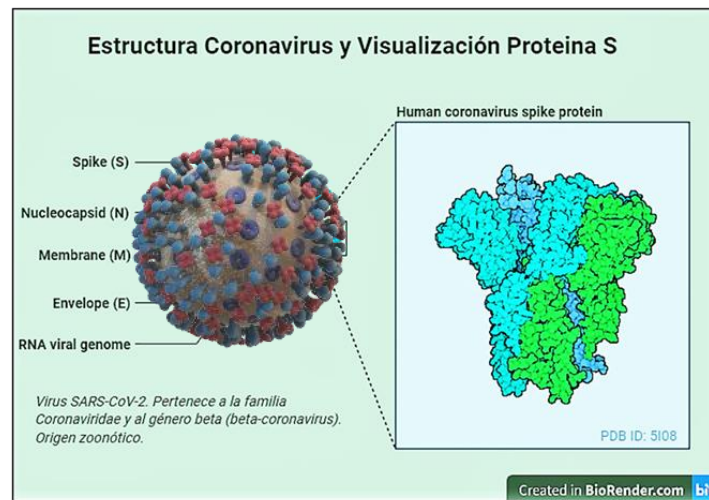 Estructura Coronavirus y Visualización Proteina S
Human coronavirus spike protein
Spike (S)
Nucleocapsid (N)
Membrane (M)
Envelope (E)
RNA viral genome
Virus SARS-CoV-2. Pertenece a la familia
Coronaviridae y al género beta (beta-coronavirus).
Origen zoonótico.
PDB ID: 5I08
Created in BioRender.com bi